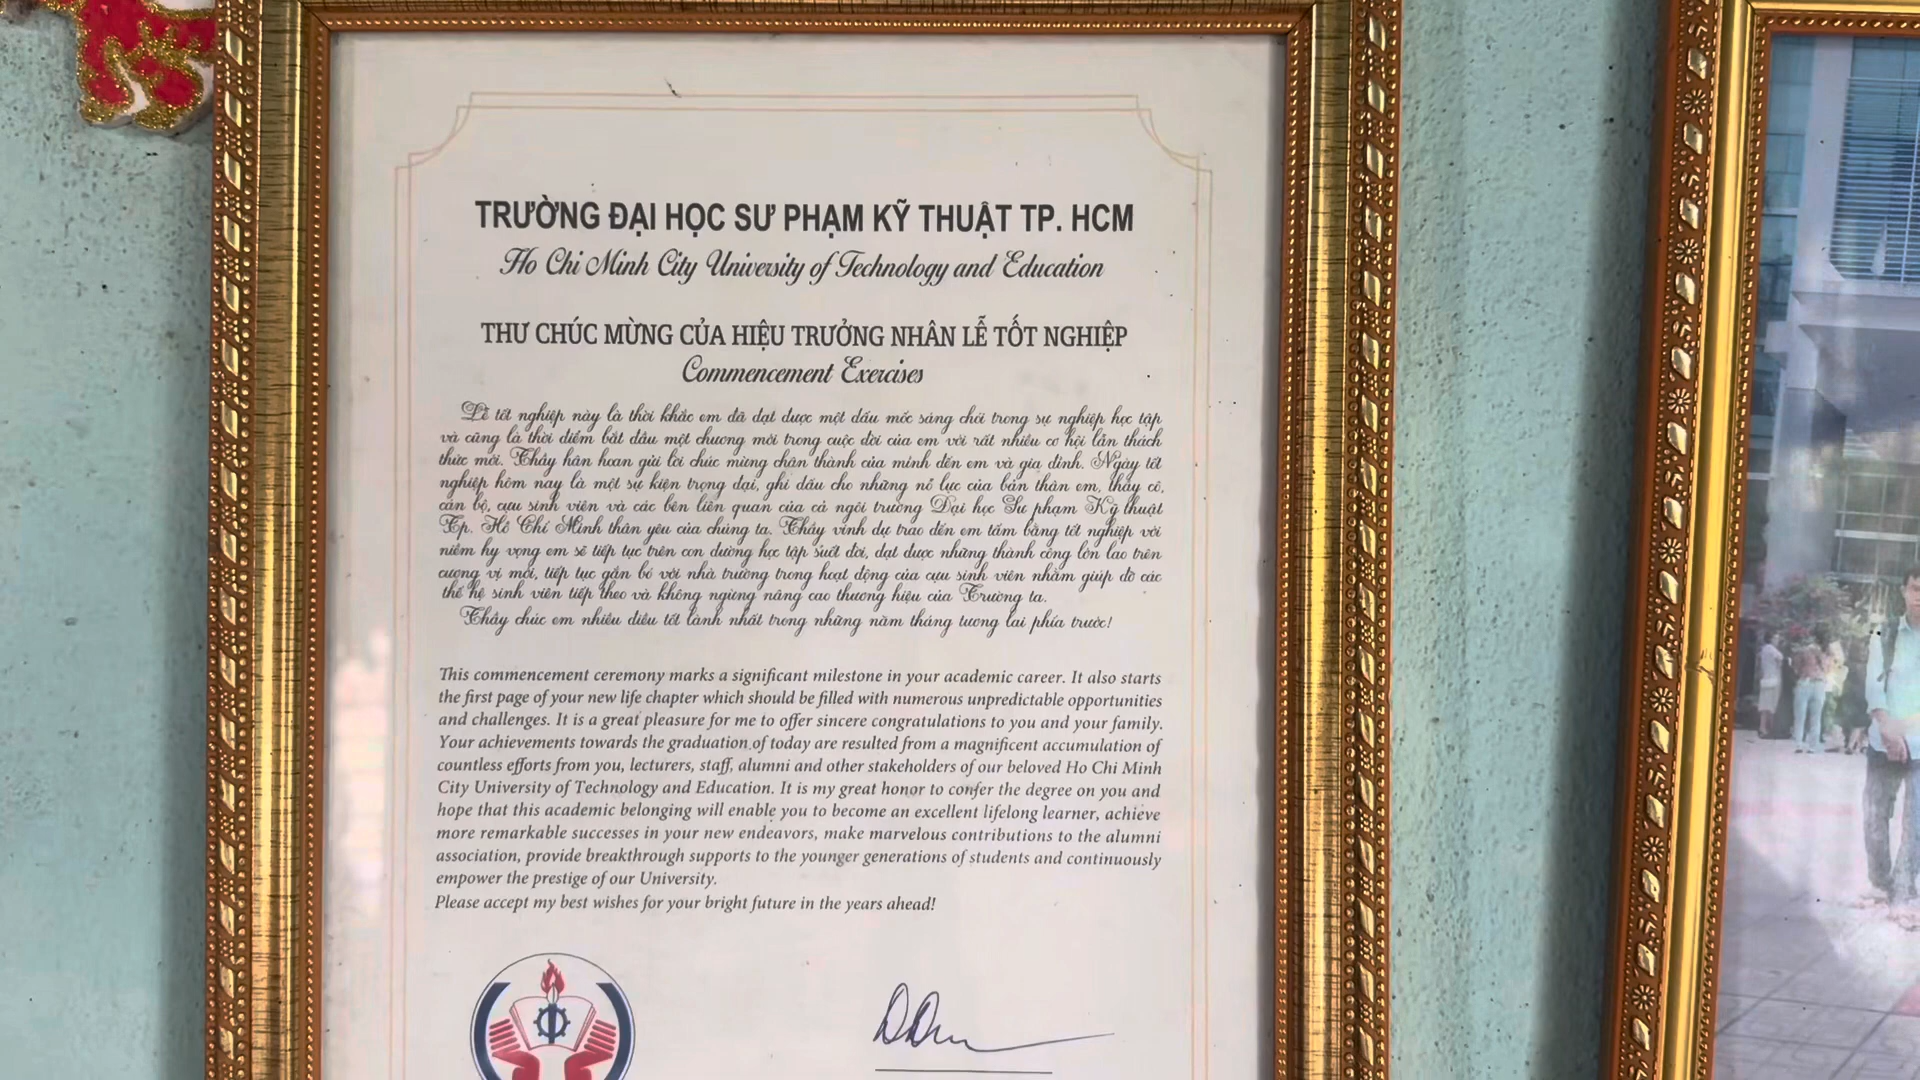 TRƯỜNG ĐẠI HỌC SƯ PHẠM KỸ THUẬT TP. HCM
Ho Chi Minh City University of Technology and Education
THƯ CHÚC MỪNG CỦA HIỆU TRƯỞNG NHÂN LỄ TỐT NGHIỆP
Commencement Exercises
Lễ tốt nghiệp này là thời khắc em đã đạt được một dấu mốc sáng chói trong sự nghiệp học tập
và cũng là thời điểm bắt đầu một chương mới trong cuộc đời của em với rất nhiều cơ hội lẫn thách
thức mới. Thầy hân hoan gửi lời chúc mừng chân thành của mình đến em và gia đình. Ngày tốt
nghiệp hôm nay là một sự kiện trọng đại, ghi dấu cho những nỗ lực của bản thân em, thầy cô,
cán bộ, cựu sinh viên và các bên liên quan của cả ngôi trường Đại học Sư phạm Kỹ thuật
Tp. Hồ Chí Minh thân yêu của chúng ta. Thầy vinh dự trao đến em tấm bằng tốt nghiệp với
niềm hy vọng em sẽ tiếp tục trên con đường học tập suốt đời, đạt được những thành công lớn lao trên
cương vị mới, tiếp tục gắn bó với nhà trường trong hoạt động của cựu sinh viên nhằm giúp đỡ các
thế hệ sinh viên tiếp theo và không ngừng nâng cao thương hiệu của Trường ta.
Thầy chúc em nhiều điều tốt lành nhất trong những năm tháng tương lai phía trước!
This commencement ceremony marks a significant milestone in your academic career. It also starts
the first page of your new life chapter which should be filled with numerous unpredictable opportunities
and challenges. It is a great pleasure for me to offer sincere congratulations to you and your family.
Your achievements towards the graduation of today are resulted from a magnificent accumulation of
countless efforts from you, lecturers, staff, alumni and other stakeholders of our beloved Ho Chi Minh
City University of Technology and Education. It is my great honor to confer the degree on you and
hope that this academic belonging will enable you to become an excellent lifelong learner, achieve
more remarkable successes in your new endeavors, make marvelous contributions to the alumni
association, provide breakthrough supports to the younger generations of students and continuously
empower the prestige of our University.
Please accept my best wishes for your bright future in the years ahead!